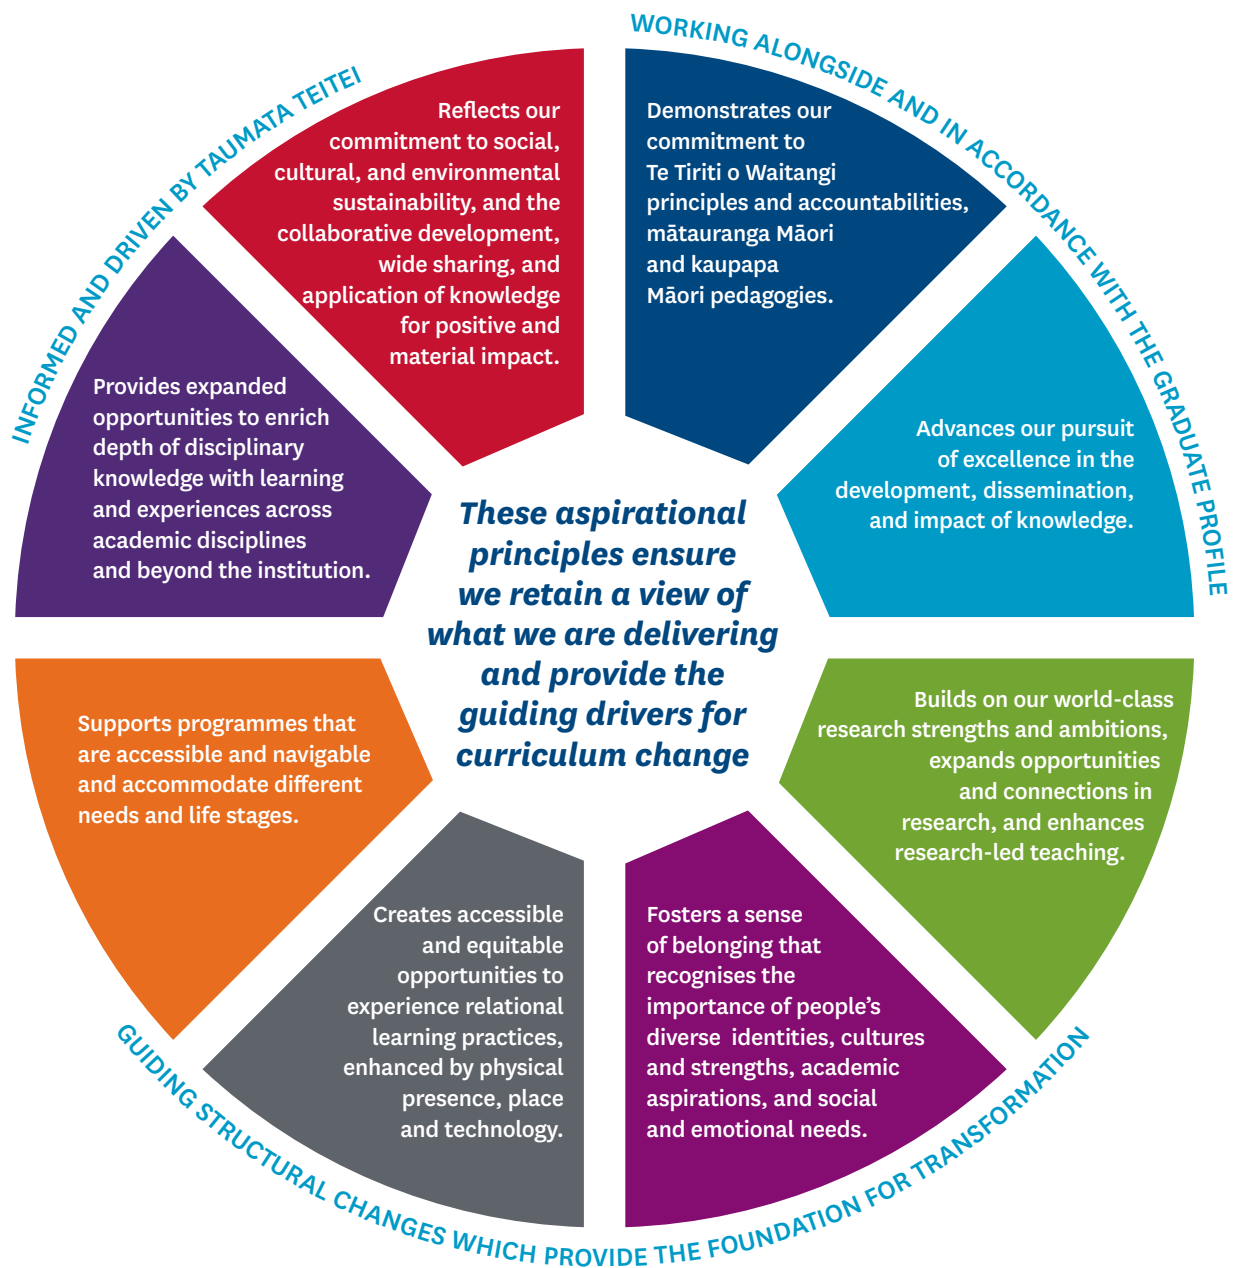 WORKING ALONGSIDE AND IN ACCORDANCE WITH THE GRADUATE PROFILE
INFORMED AND DRIVEN BY TAUMATA TEITEI
Demonstrates our
commitment to
Te Tiriti o Waitangi
principles and accountabilities,
mātauranga Māori
and kaupapa
Māori pedagogies.
Advances our pursuit
of excellence in the
development, dissemination,
and impact of knowledge.
Builds on our world-class
research strengths and ambitions,
expands opportunities
and connections in
research, and enhances
research-led teaching.
Fosters a sense
of belonging that
recognises the
importance of people’s
diverse identities, cultures
and strengths, academic
aspirations, and social
and emotional needs.
Creates accessible
and equitable
opportunities to
experience relational
learning practices,
enhanced by physical
presence, place
and technology.
Supports programmes that
are accessible and navigable
and accommodate different
needs and life stages.
Provides expanded
opportunities to enrich
depth of disciplinary
knowledge with learning
and experiences across
academic disciplines
and beyond the institution.
Reflects our
commitment to social,
cultural, and environmental
sustainability, and the
collaborative development,
wide sharing, and
application of knowledge
for positive and
material impact.
These aspirational
principles ensure
we retain a view of
what we are delivering
and provide the
guiding drivers for
curriculum change
GUIDING STRUCTURAL CHANGES WHICH PROVIDE THE FOUNDATION FOR TRANSFORMATION